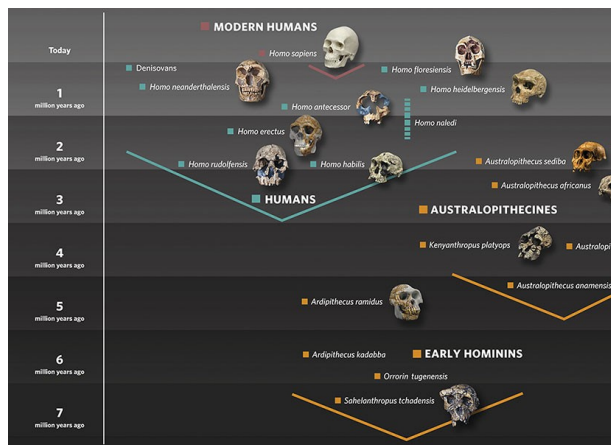 MODERN HUMANS
Today
Homo sapiens
Denisovans
Homo floresiensis
Homo neanderthalensis
Homo heidelbergensis
1
million years ago
Homo antecessor
Homo naledi
Homo erectus
2
million years ago
Homo rudolfensis
Homo habilis
Australopithecus sediba
Australopithecus africanus
3
million years ago
HUMANS
AUSTRALOPITHECINES
Kenyanthropus platyops
Australopi
4
million years ago
Australopithecus anamensis
Ardipithecus ramidus
5
million years ago
Ardipithecus kadabba
EARLY HOMININS
6
million years ago
Orrorin tugenensis
Sahelanthropus tchadensis
7
million years ago